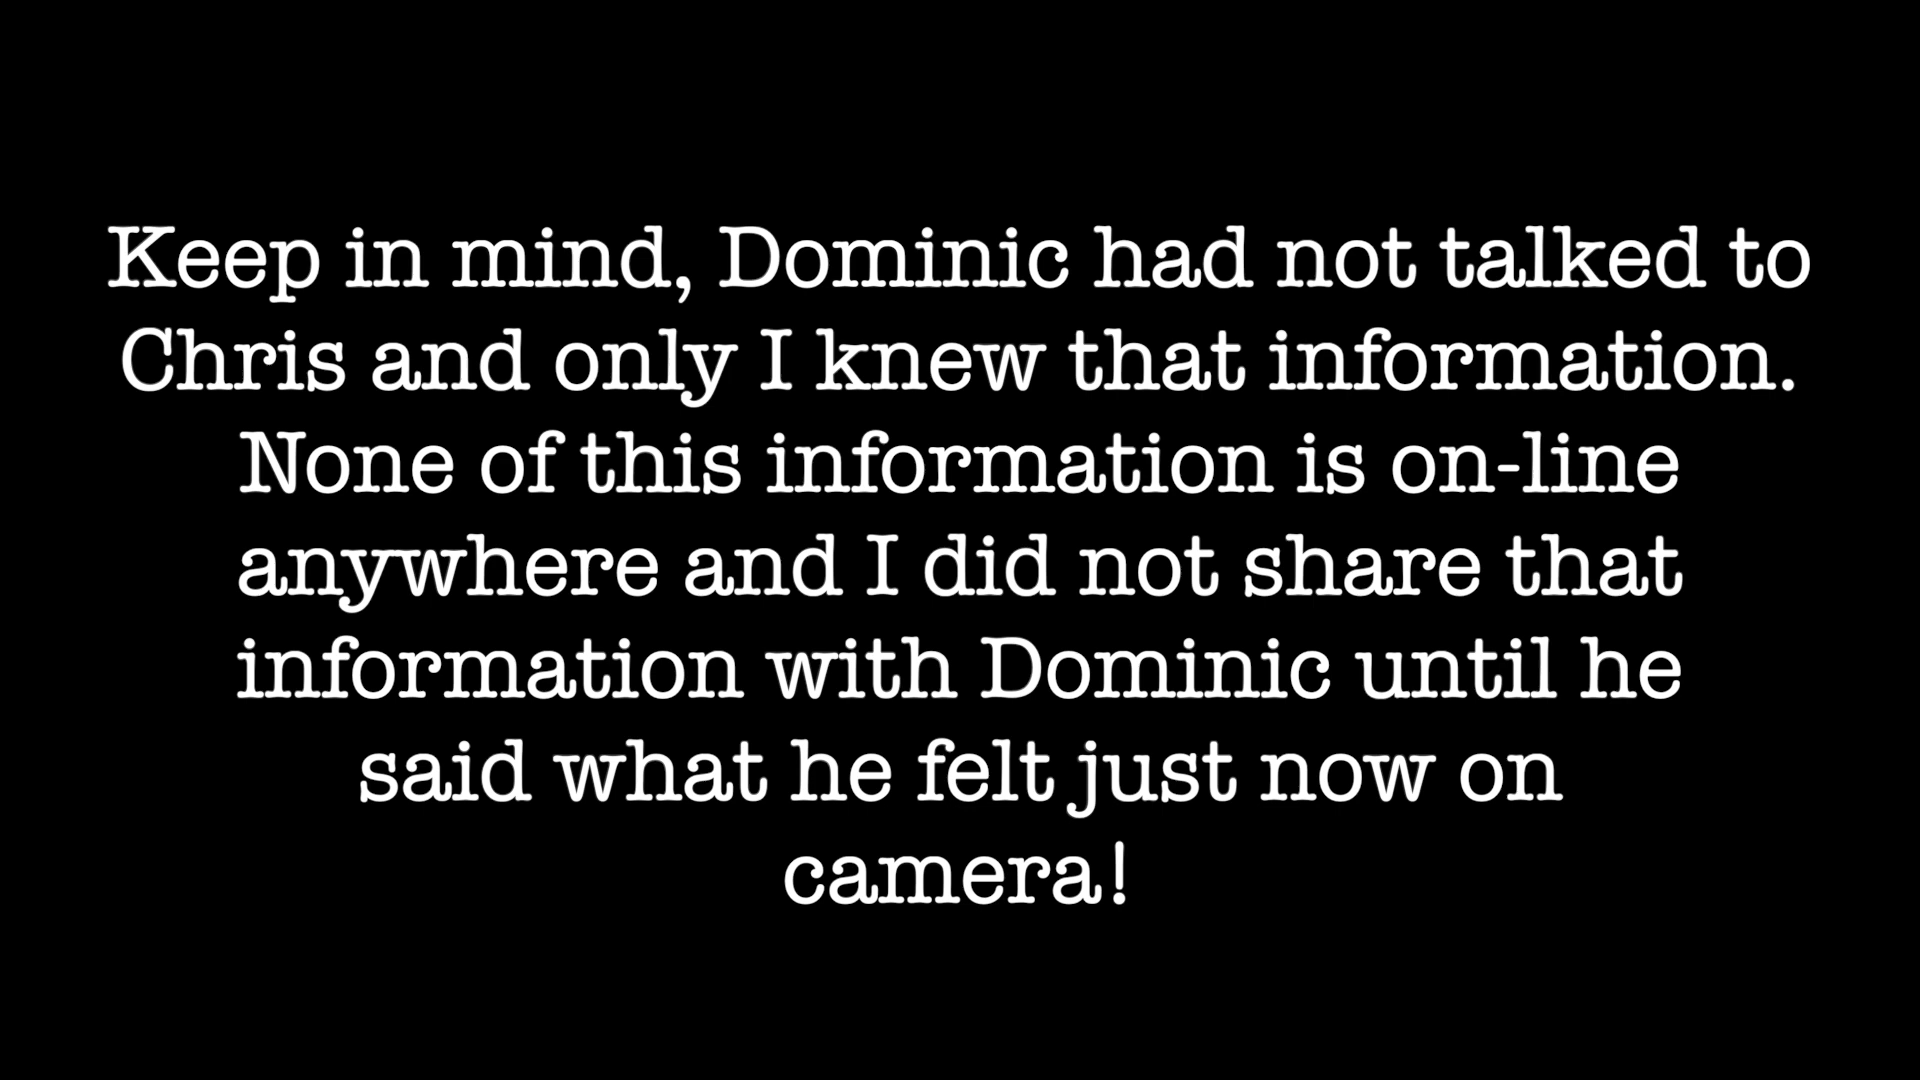 Keep in mind, Dominic had not talked to
Chris and only I knew that information.
None of this information is on-line
anywhere and I did not share that
information with Dominic until he
said what he felt just now on
camera!